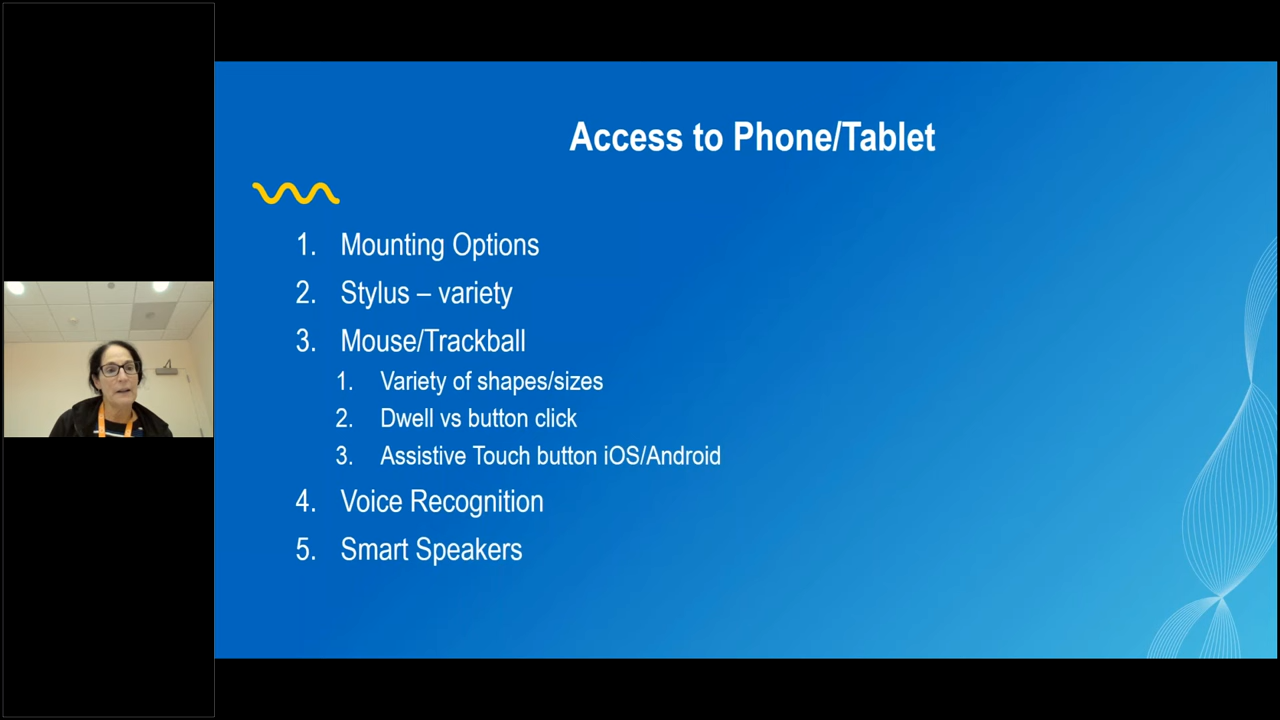 Access to Phone/Tablet
1. Mounting Options
2. Stylus – variety
3. Mouse/Trackball
1. Variety of shapes/sizes
2. Dwell vs button click
3. Assistive Touch button iOS/Android
4. Voice Recognition
5. Smart Speakers